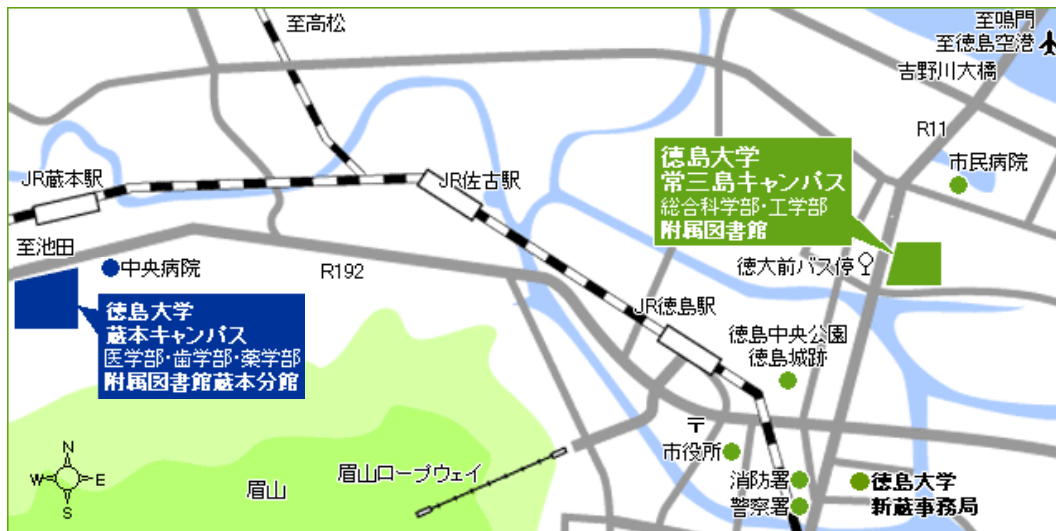 至高松
至鳴門
至徳島空港
吉野川大橋
R11
市民病院
徳島大学
常三島キャンパス
総合科学部・工学部
附属図書館
JR蔵本駅
JR佐古駅
至池田
中央病院
R192
徳大前バス停
徳島大学
蔵本キャンパス
医学部・歯学部・薬学部
附属図書館蔵本分館
JR徳島駅
徳島中央公園
徳島城跡
〒
市役所
N
W
E
S
眉山
眉山ロープウェイ
消防署
警察署
徳島大学
新蔵事務局